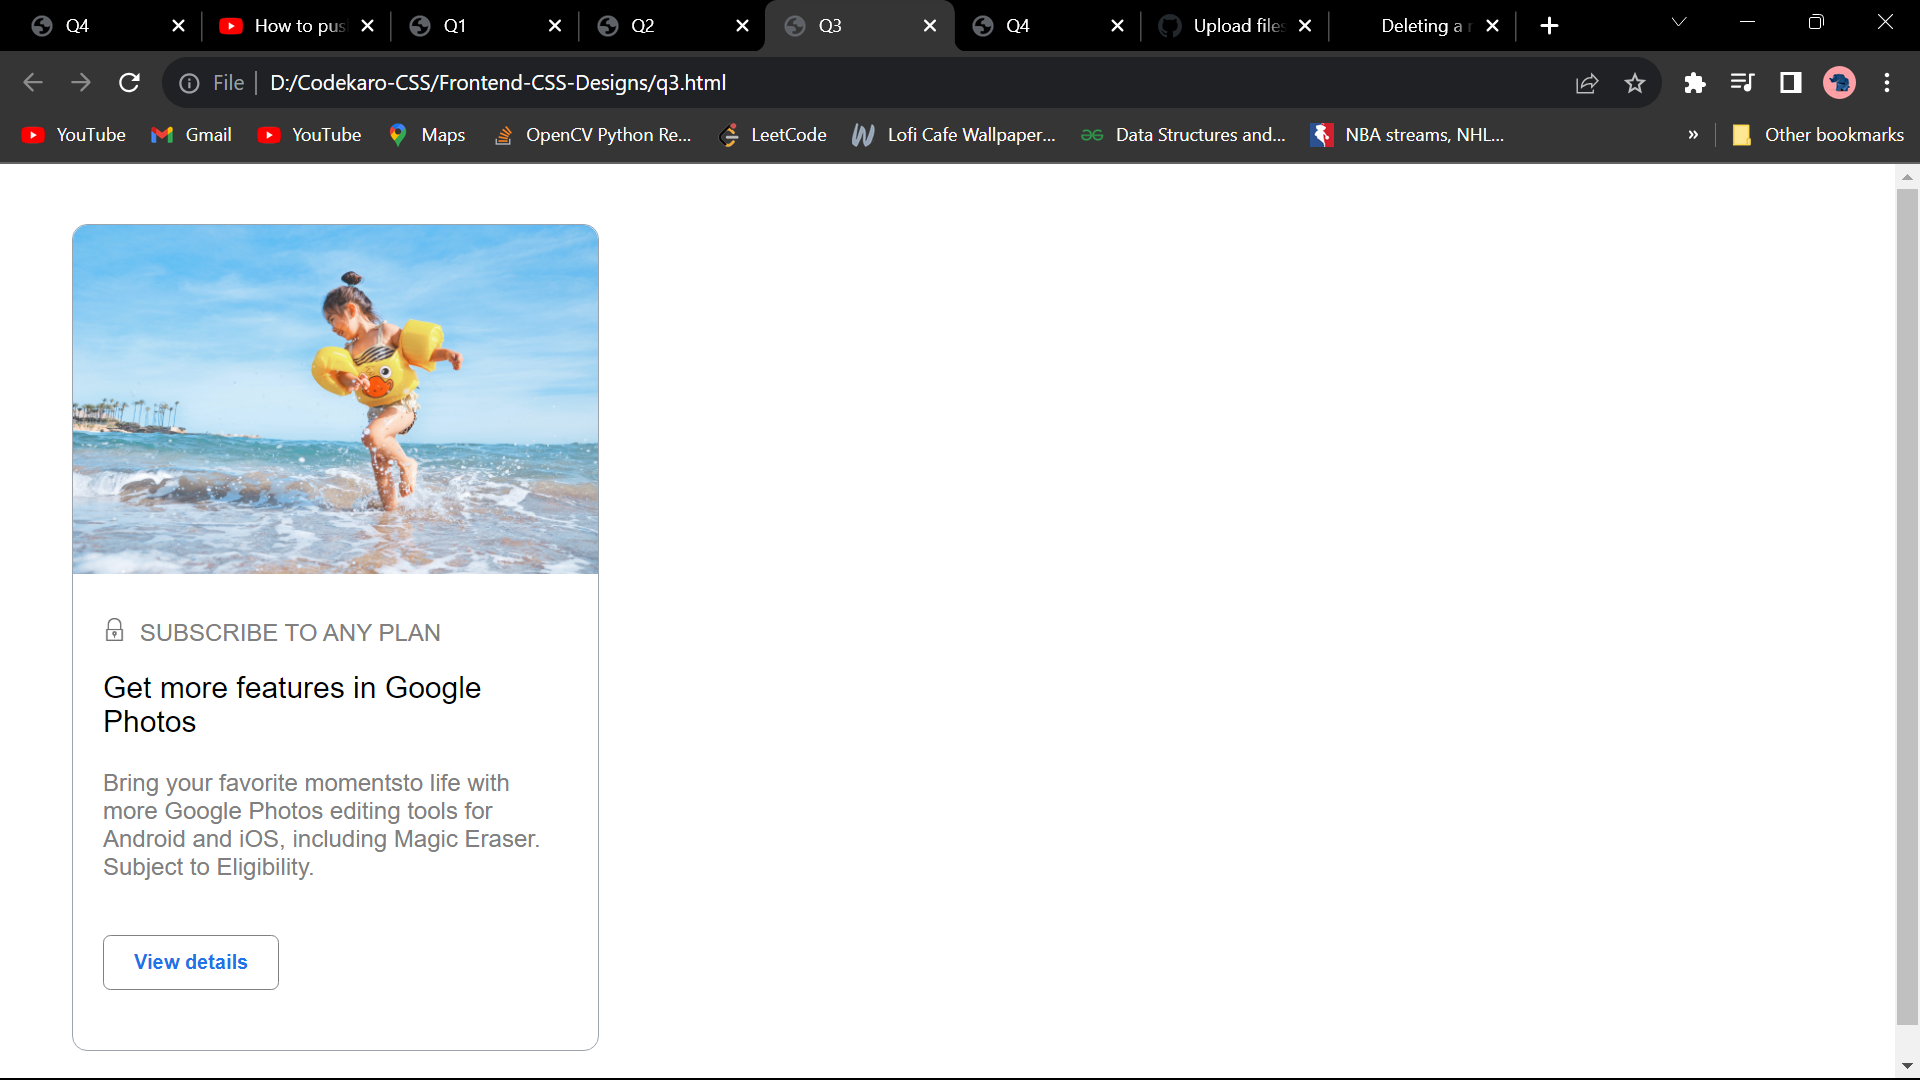 Q4
How to pus
Q1
Q2
Q3
Q4
Upload files
Deleting a r
File
D:/Codekaro-CSS/Frontend-CSS-Designs/q3.html
YouTube
Gmail
YouTube
Maps
OpenCV Python Re...
LeetCode
Lofi Cafe Wallpaper...
Data Structures and...
NBA streams, NHL...
»
Other bookmarks
SUBSCRIBE TO ANY PLAN
Get more features in Google
Photos
Bring your favorite momentsto life with
more Google Photos editing tools for
Android and iOS, including Magic Eraser.
Subject to Eligibility.
View details